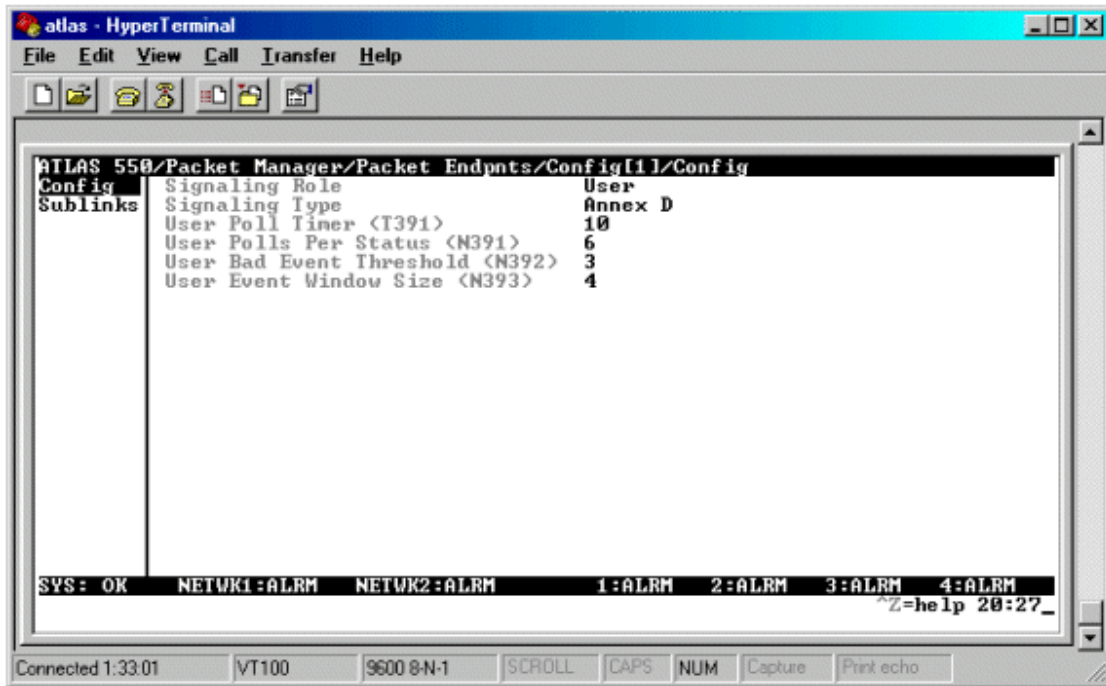 atlas - HyperTerminal
File Edit View Call Transfer Help
ATLAS 550/Packet Manager/Packet Endpnts/Config[1]/Config
Config Signaling Role User
Sublinks Signaling Type Annex D
User Poll Timer (T391) 10
User Polls Per Status (N391) 6
User Bad Event Threshold (N392) 3
User Event Window Size (N393) 4
SYS: OK NETWK1:ALRM NETWK2:ALRM 1:ALRM 2:ALRM 3:ALRM 4:ALRM
^Z=help 20:27_
Connected 1:33:01 VT100 9600 8-N-1 SCROLL CAPS NUM Capture Print echo